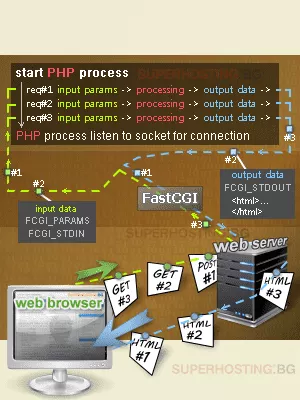 start PHP process
SUPERHOSTING.BG
req#1 input params -> processing -> output data ->
req#2 input params -> processing -> output data ->
req#3 input params -> processing -> output data ->
PHP process listen to socket for connection
#3
#1
#2
#1
#2
output data
FCGI_STDOUT
<html>...
</html>
input data
FCGI_PARAMS
FCGI_STDIN
FastCGI
#3
SUPERHOSTING.BG
web server
web browser
GET #3
GET #2
POST #1
HTML #3
HTML #2
HTML #1
SUPERHOSTING.BG